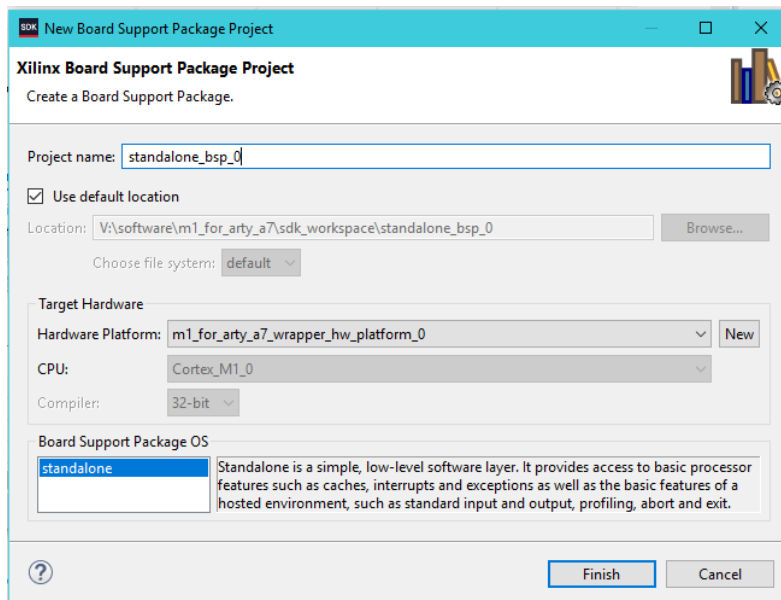 SDK New Board Support Package Project
Xilinx Board Support Package Project
Create a Board Support Package.
Project name: standalone_bsp_0
Use default location
Location: V:\software\m1_for_arty_a7\sdk_workspace\standalone_bsp_0 Browse...
Choose file system: default
Target Hardware
Hardware Platform: m1_for_arty_a7_wrapper_hw_platform_0 New
CPU: Cortex_M1_0
Compiler: 32-bit
Board Support Package OS
standalone
Standalone is a simple, low-level software layer. It provides access to basic processor
features such as caches, interrupts and exceptions as well as the basic features of a
hosted environment, such as standard input and output, profiling, abort and exit.
? Finish Cancel